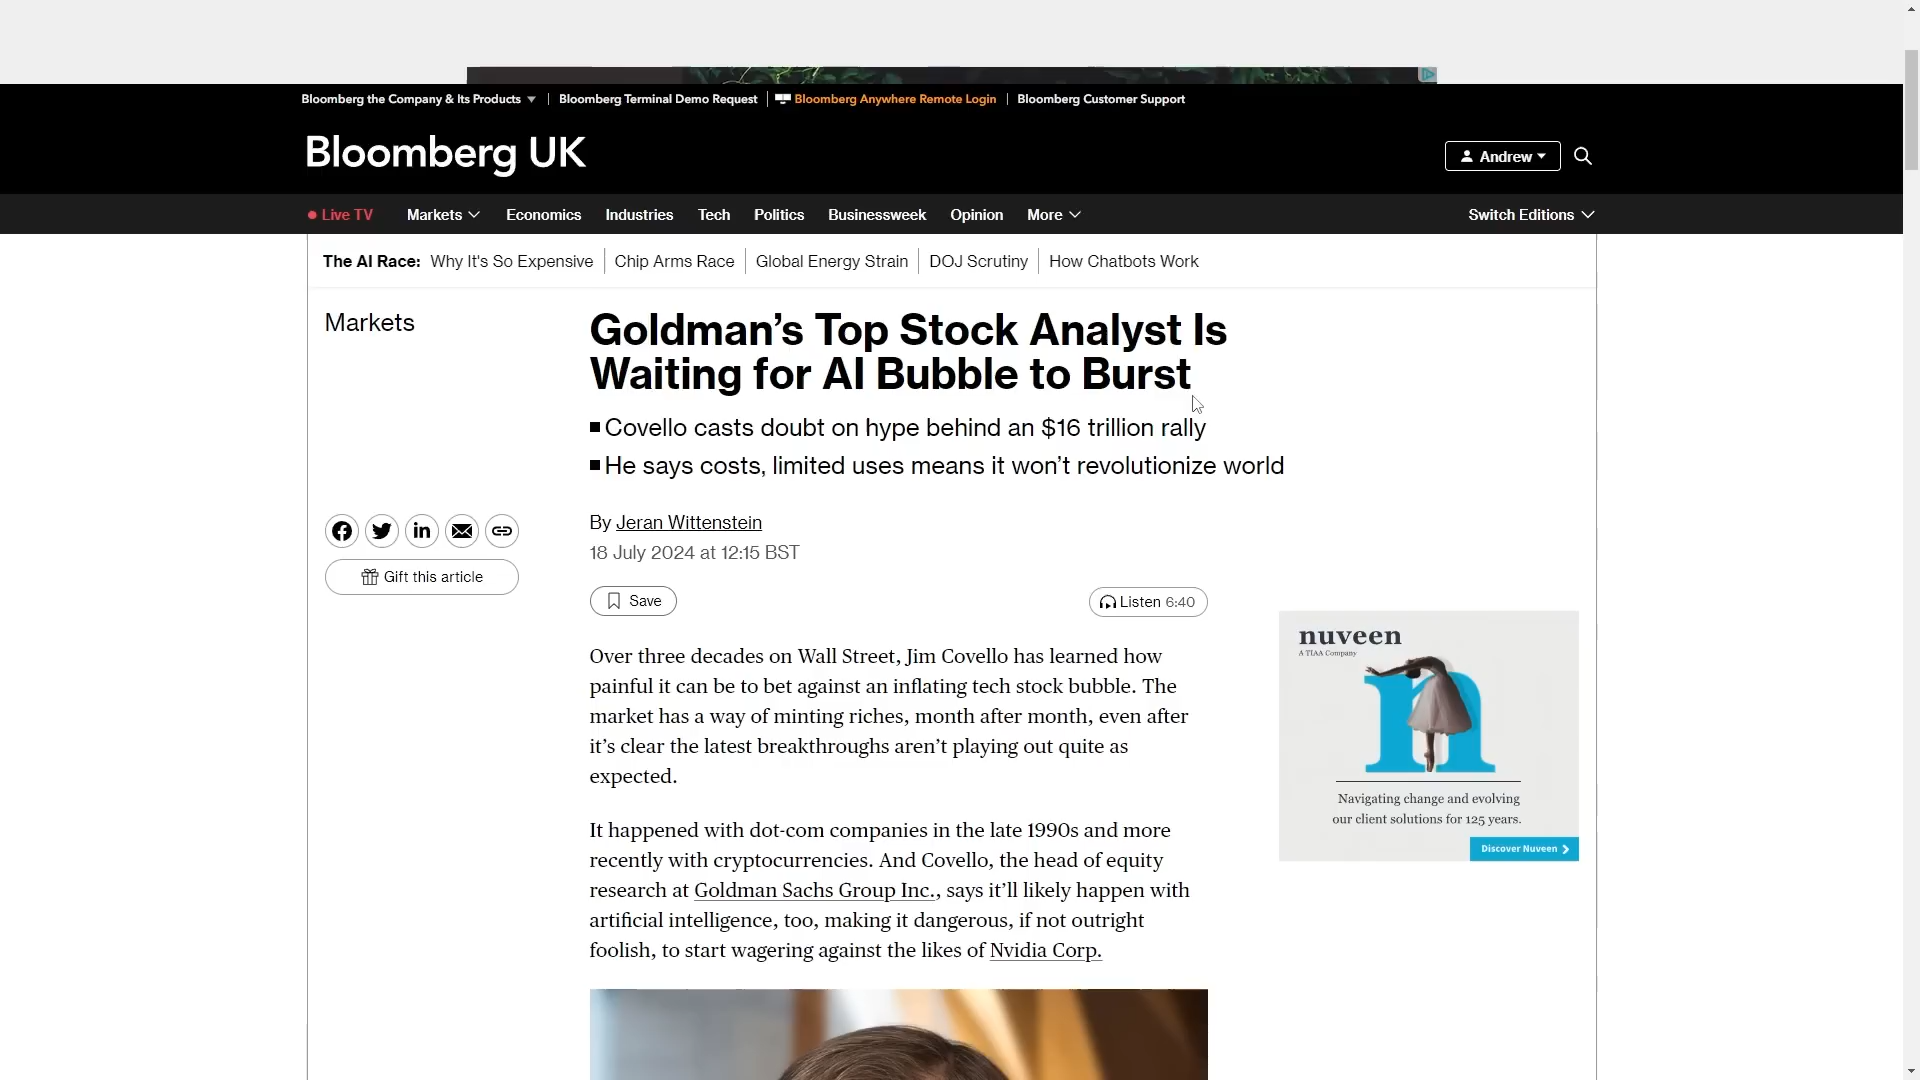 Bloomberg the Company & Its Products
Bloomberg Terminal Demo Request
Bloomberg Anywhere Remote Login
Bloomberg Customer Support
Bloomberg UK
Andrew
Live TV
Markets
Economics
Industries
Tech
Politics
Businessweek
Opinion
More
Switch Editions
The AI Race:
Why It's So Expensive
Chip Arms Race
Global Energy Strain
DOJ Scrutiny
How Chatbots Work
Markets
Goldman’s Top Stock Analyst Is
Waiting for AI Bubble to Burst
Covello casts doubt on hype behind an $16 trillion rally
He says costs, limited uses means it won’t revolutionize world
By Jeran Wittenstein
18 July 2024 at 12:15 BST
Gift this article
Save
Listen 6:40
Over three decades on Wall Street, Jim Covello has learned how
painful it can be to bet against an inflating tech stock bubble. The
market has a way of minting riches, month after month, even after
it’s clear the latest breakthroughs aren’t playing out quite as
expected.
It happened with dot-com companies in the late 1990s and more
recently with cryptocurrencies. And Covello, the head of equity
research at Goldman Sachs Group Inc., says it’ll likely happen with
artificial intelligence, too, making it dangerous, if not outright
foolish, to start wagering against the likes of Nvidia Corp.
nuveen
A TIAA Company
n
Navigating change and evolving
our client solutions for 125 years.
Discover Nuveen